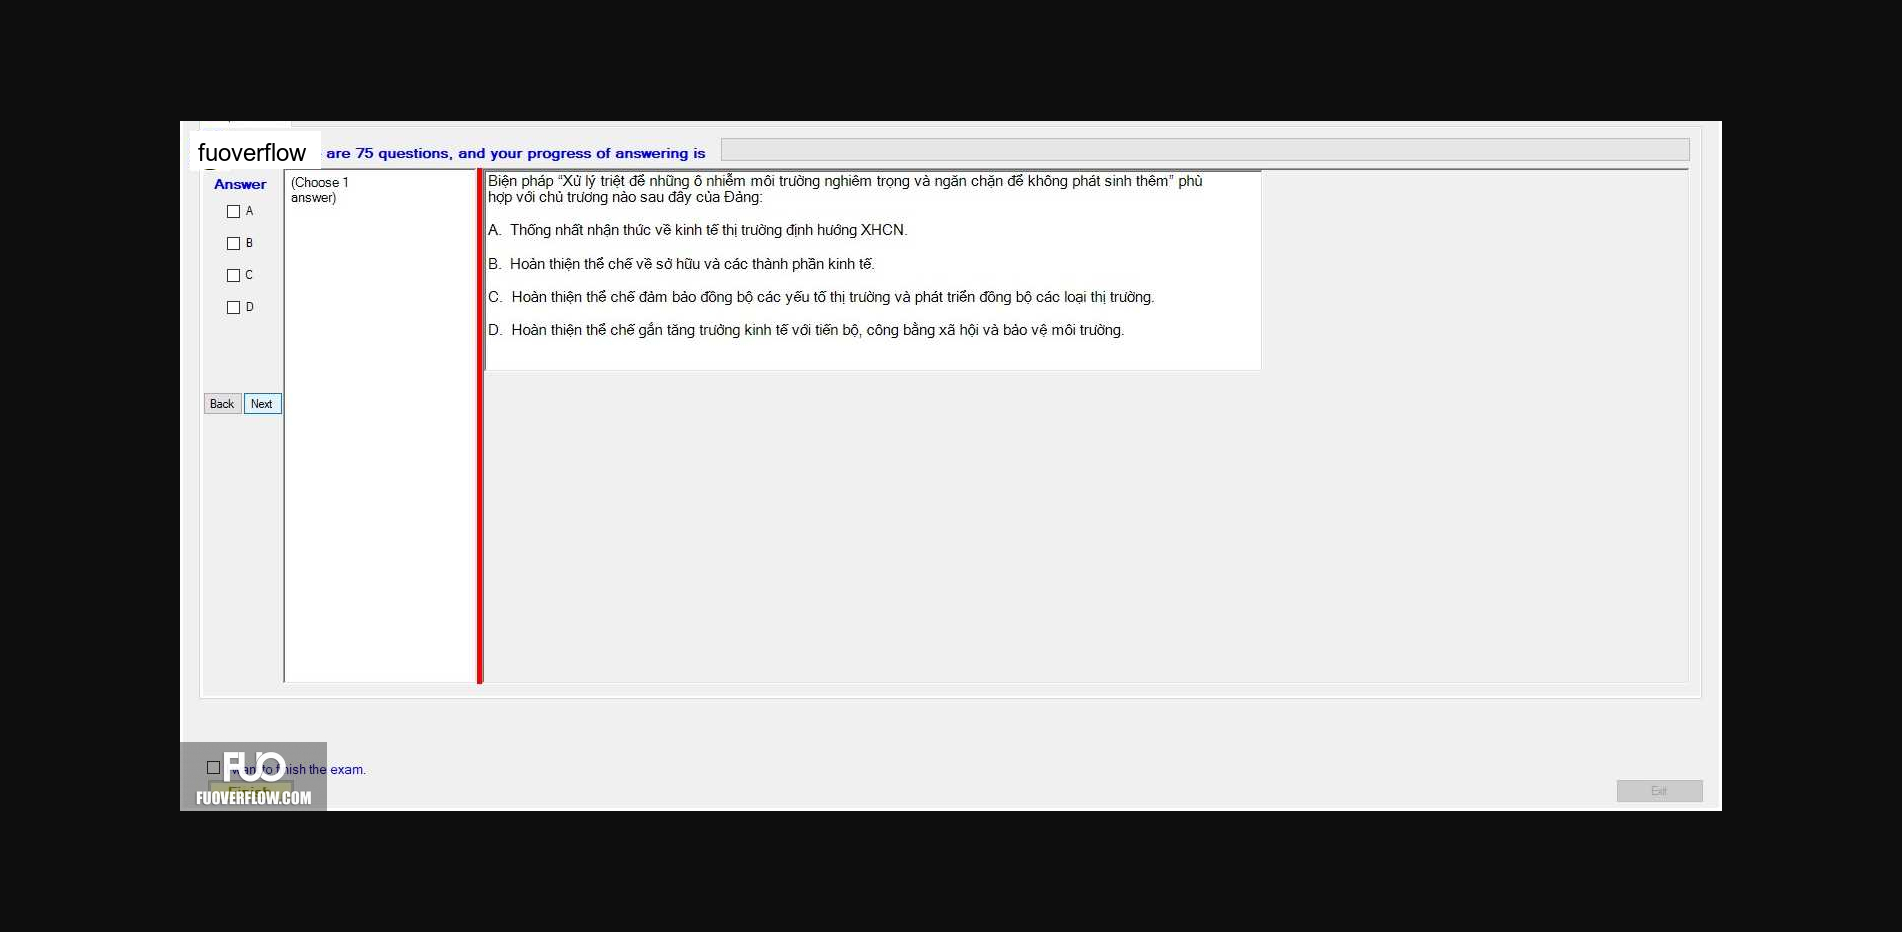 fuoverflow
are 75 questions, and your progress of answering is
Answer
(Choose 1
answer)
A
B
C
D
Back
Next
Biện pháp “Xử lý triệt để những ô nhiễm môi trường nghiêm trọng và ngăn chặn để không phát sinh thêm” phù
hợp với chủ trương nào sau đây của Đảng:
A. Thống nhất nhận thức về kinh tế thị trường định hướng XHCN.
B. Hoàn thiện thể chế về sở hữu và các thành phần kinh tế.
C. Hoàn thiện thể chế đảm bảo đồng bộ các yếu tố thị trường và phát triển đồng bộ các loại thị trường.
D. Hoàn thiện thể chế gắn tăng trưởng kinh tế với tiến bộ, công bằng xã hội và bảo vệ môi trường.
FUO
want to finish the exam.
Finish
FUOVERFLOW.COM
Exit